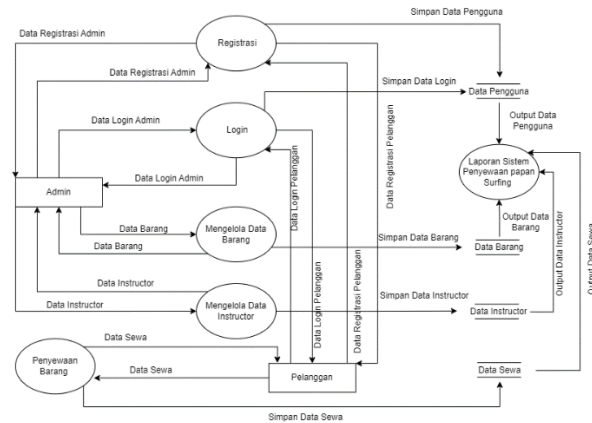 Simpan Data Pengguna
Data Registrasi Admin
Registrasi
Data Registrasi Admin
Simpan Data Login
Data Pengguna
Data Login Admin
Login
Output Data
Pengguna
Data Registrasi Pelanggan
Data Login Pelanggan
Laporan Sistem
Penyewaan papan
Surfing
Data Login Admin
Admin
Data Barang
Data Barang
Mengelola Data
Barang
Simpan Data Barang
Output Data
Barang
Data Barang
Output Data Instructor
Output Data Sewa
Data Instructor
Data Instructor
Mengelola Data
Instructor
Simpan Data Instructor
Data Instructor
Data Login Pelanggan
Data Registrasi Pelanggan
Data Sewa
Penyewaan
Barang
Data Sewa
Pelanggan
Data Sewa
Simpan Data Sewa